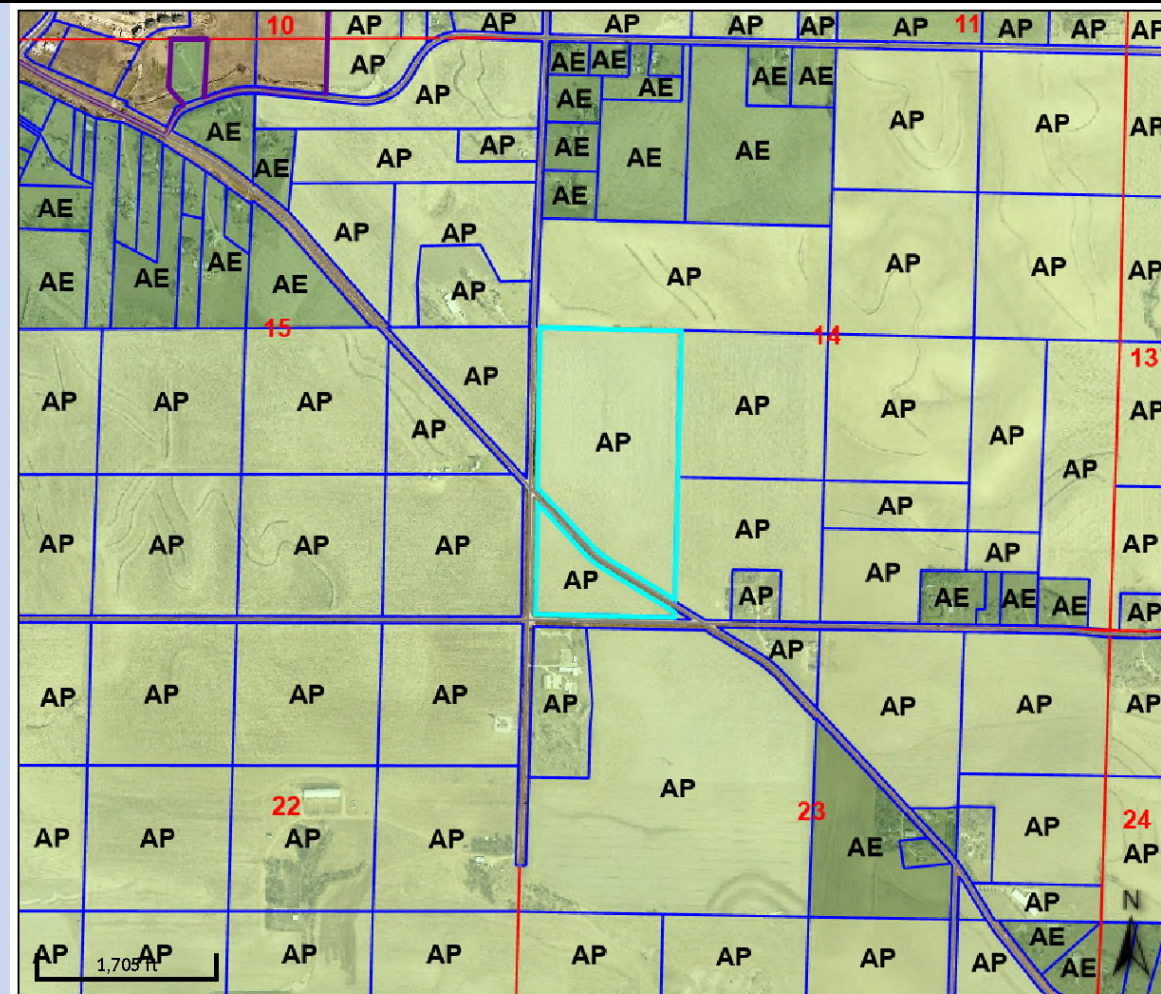 10 AP AP AP AP AP AP 11 AP AP AP
AP AE AE AE AE
AP AE AE
AE AP AP AP
AE AP AP AE AE AE
AE AE
AE AP AP AP AP AP
AE AE AE AE AP AP
15 14 13
AP
AP AP AP AP AP AP AP
AP AP AP
AP
AP
AP AP AP AP AP AP
AP AP
AP AP AE AE AE AP
AP
AP AP AP AP AP AP AP AP
AP
22 23 24
AP AP AP AP AE AP AP
AP N
AE
AP AP AP AP AP AP AP AE
1,705 ft